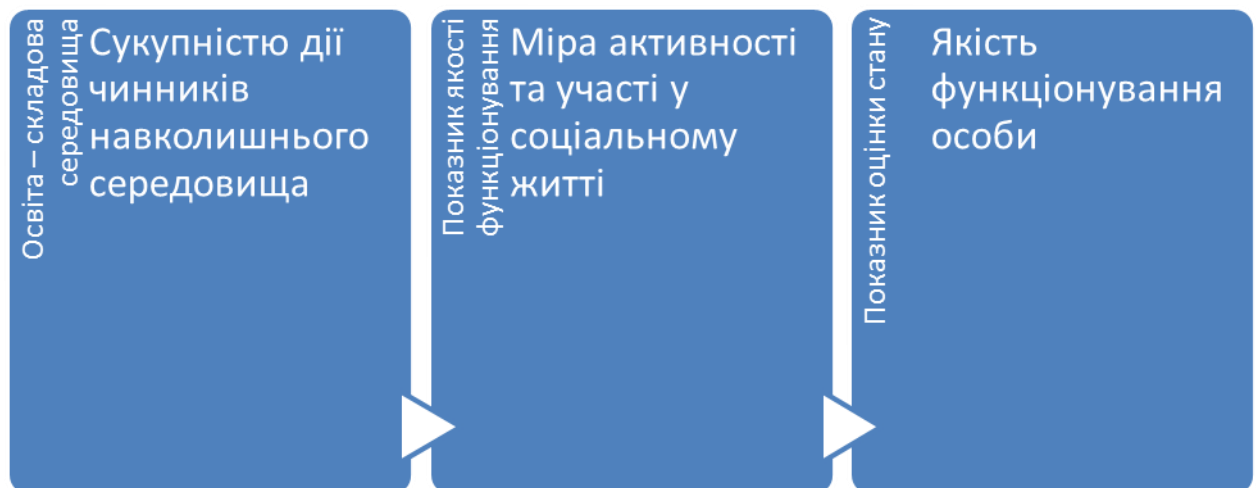 Освіта – складова
середовища
Сукупністю дії
чинників
навколишнього
середовища
Показник якості
функціонування
Міра активності
та участі у
соціальному
житті
Показник оцінки стану
Якість
функціонування
особи